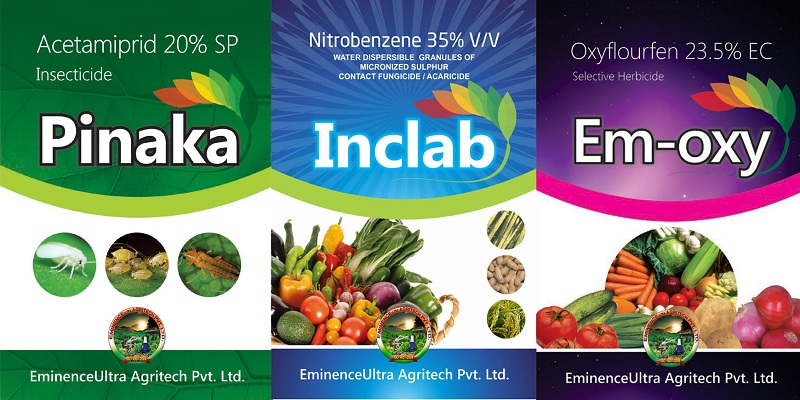 Acetamiprid 20% SP
Insecticide
Pinaka
EminenceUltra Agritech Pvt. Ltd.
Nitrobenzene 35% V/V
WATER DISPERSIBLE GRANULES OF
MICRONIZED SULPHUR
CONTACT FUNGICIDE / ACARICIDE
Inclab
EminenceUltra Agritech Pvt. Ltd.
Oxyflourfen 23.5% EC
Selective Herbicide
Em-oxy
EminenceUltra Agritech Pvt. Ltd.